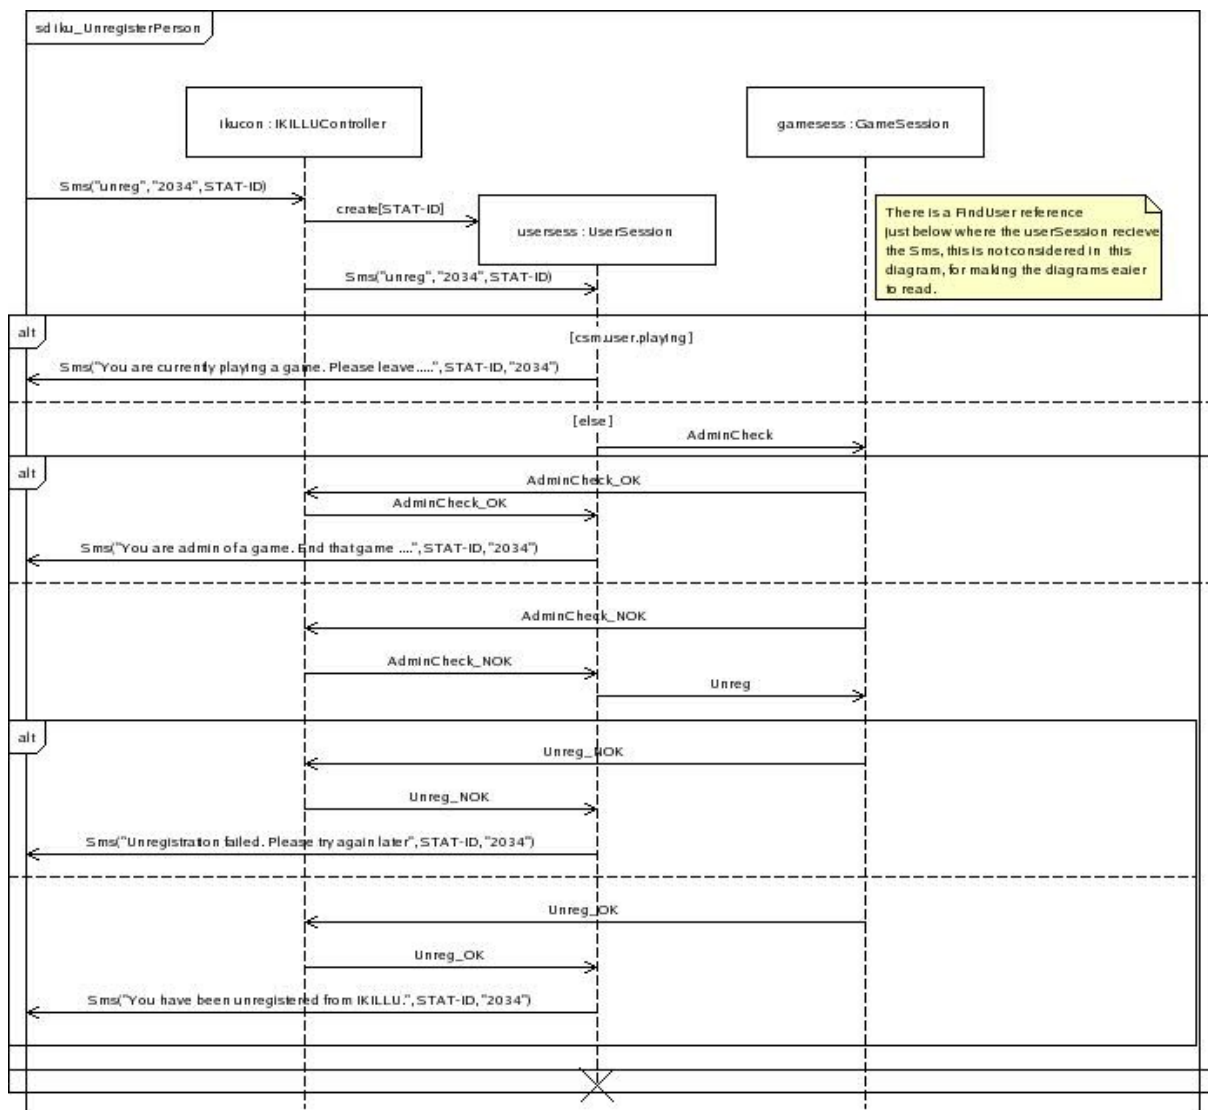 sd iku_UnregisterPerson
ikucon : IKILLUController
gamesess : GameSession
Sms("unreg", "2034", STAT-ID)
create[STAT-ID]
usersess : UserSession
There is a FindUser reference
just below where the userSession recieve
the Sms, this is not considered in this
diagram, for making the diagrams eaier
to read.
Sms("unreg", "2034", STAT-ID)
alt
[csm.user.playing]
Sms("You are currently playing a game. Please leave.....", STAT-ID, "2034")
[else]
AdminCheck
alt
AdminCheck_OK
AdminCheck_OK
Sms("You are admin of a game. End that game ....", STAT-ID, "2034")
AdminCheck_NOK
AdminCheck_NOK
Unreg
alt
Unreg_NOK
Unreg_NOK
Sms("Unregistration failed. Please try again later", STAT-ID, "2034")
Unreg_OK
Unreg_OK
Sms("You have been unregistered from IKILLU.", STAT-ID, "2034")